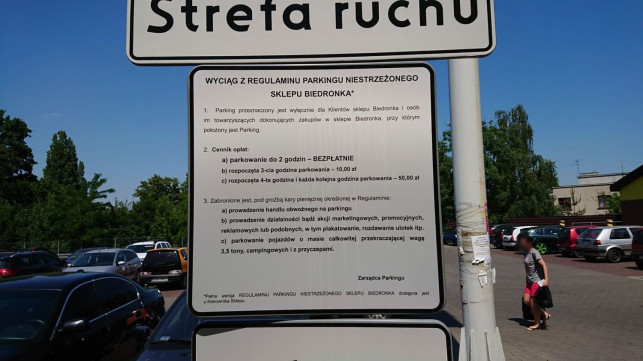 Strefa ruchu
WYCIĄG Z REGULAMINU PARKINGU NIESTRZEŻONEGO
SKLEPU BIEDRONKA*
1. Parking przeznaczony jest wyłącznie dla Klientów sklepu Biedronka i osób
im towarzyszących dokonujących zakupów w sklepie Biedronka, przy którym
położony jest Parking.
2. Cennik opłat:
a) parkowanie do 2 godzin – BEZPŁATNIE
b) rozpoczęta 3-cia godzina parkowania – 10,00 zł
c) rozpoczęta 4-ta godzina i każda kolejna godzina parkowania – 50,00 zł
3. Zabronione jest, pod groźbą kary pieniężnej określonej w Regulaminie:
a) prowadzenie handlu obwoźnego na parkingu
b) prowadzenie działalności bądź akcji marketingowych, promocyjnych,
reklamowych lub podobnych, w tym plakatowanie, rozdawanie ulotek itp.
c) parkowanie pojazdów o masie całkowitej przekraczającej wagę
3,5 tony, campingowych i z przyczepami.
Zarządca Parkingu
*Pełna wersja REGULAMINU PARKINGU NIESTRZEŻONEGO SKLEPU BIEDRONKA dostępna jest
u Kierownika Sklepu.